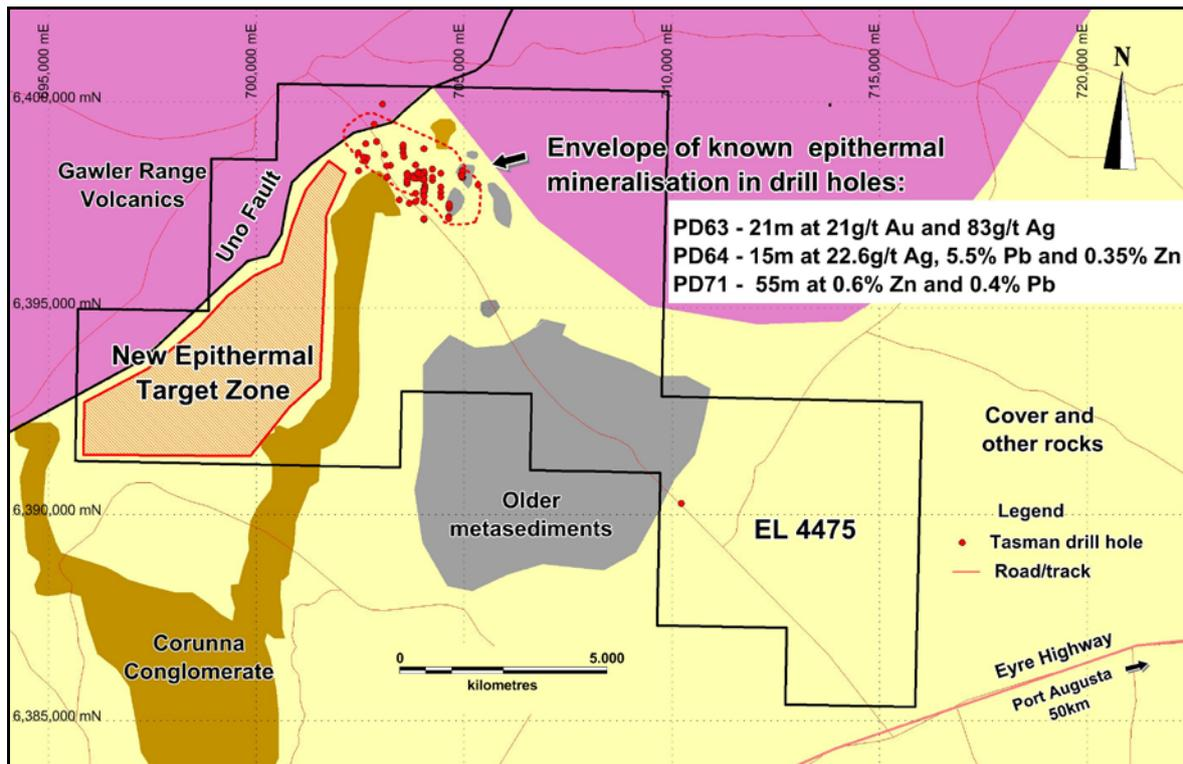 695,000 mE
700,000 mE
705,000 mE
710,000 mE
715,000 mE
720,000 mE
N
6,400,000 mN
Gawler Range
Volcanics
Uno Fault
Envelope of known epithermal
mineralisation in drill holes:
PD63 - 21m at 21g/t Au and 83g/t Ag
PD64 - 15m at 22.6g/t Ag, 5.5% Pb and 0.35% Zn
PD71 - 55m at 0.6% Zn and 0.4% Pb
6,395,000 mN
New Epithermal
Target Zone
Cover and
other rocks
6,390,000 mN
Older
metasediments
EL 4475
Legend
Tasman drill hole
Road/track
Corunna
Conglomerate
0 5.000
kilometres
Eyre Highway
Port Augusta
50km
6,385,000 mN